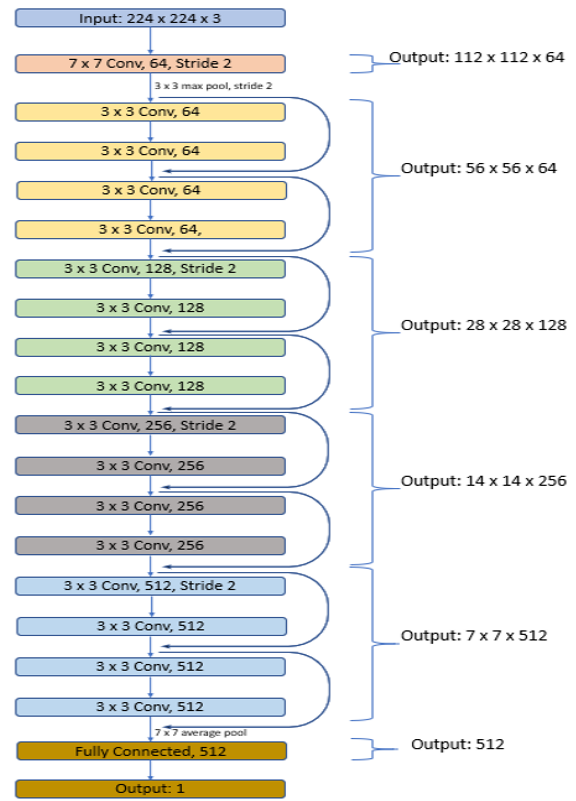 Input: 224 x 224 x 3
7 x 7 Conv, 64, Stride 2
Output: 112 x 112 x 64
3 x 3 max pool, stride 2
3 x 3 Conv, 64
3 x 3 Conv, 64
Output: 56 x 56 x 64
3 x 3 Conv, 64
3 x 3 Conv, 64,
3 x 3 Conv, 128, Stride 2
3 x 3 Conv, 128
Output: 28 x 28 x 128
3 x 3 Conv, 128
3 x 3 Conv, 128
3 x 3 Conv, 256, Stride 2
3 x 3 Conv, 256
Output: 14 x 14 x 256
3 x 3 Conv, 256
3 x 3 Conv, 256
3 x 3 Conv, 512, Stride 2
3 x 3 Conv, 512
Output: 7 x 7 x 512
3 x 3 Conv, 512
3 x 3 Conv, 512
7 x 7 average pool
Fully Connected, 512
Output: 512
Output: 1